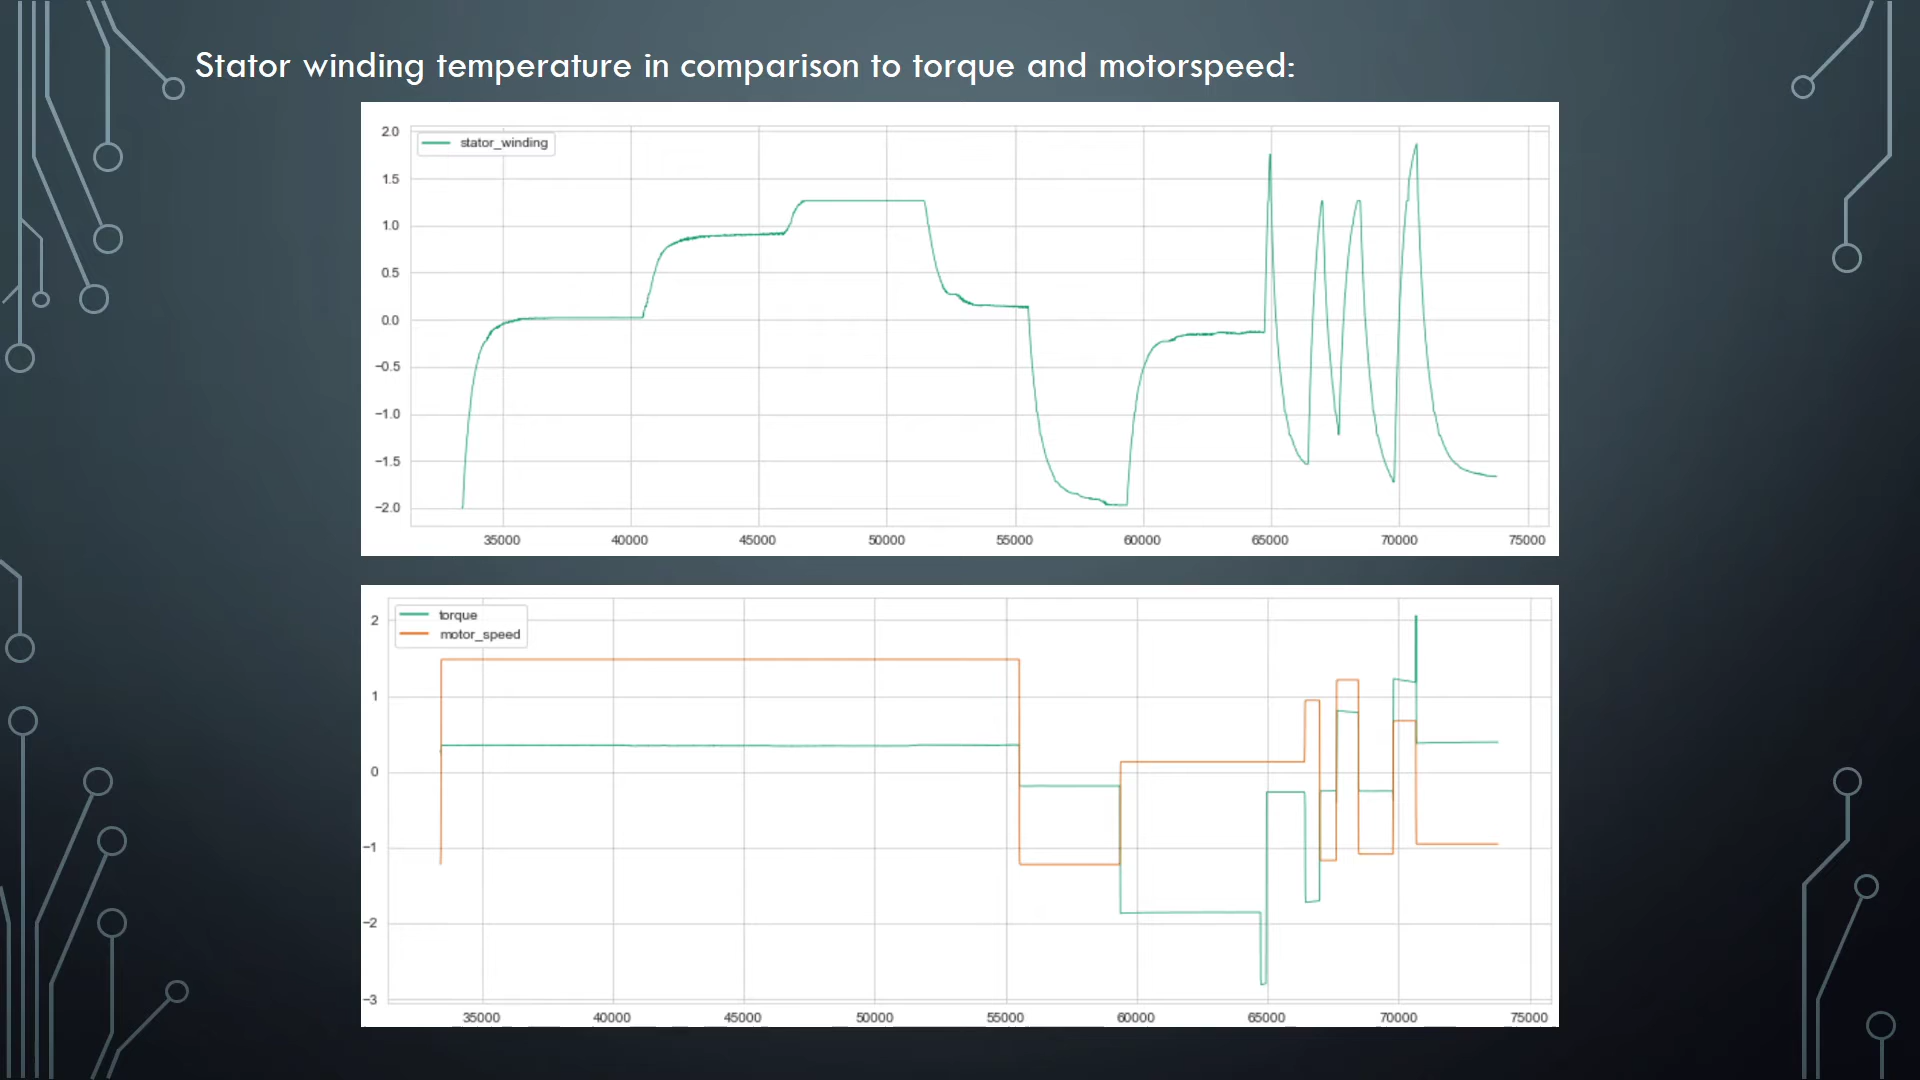 Stator winding temperature in comparison to torque and motorspeed:
stator_winding
2.0
1.5
1.0
0.5
0.0
−0.5
−1.0
−1.5
−2.0
35000 40000 45000 50000 55000 60000 65000 70000 75000
torque
motor_speed
2
1
0
−1
−2
−3
35000 40000 45000 50000 55000 60000 65000 70000 75000